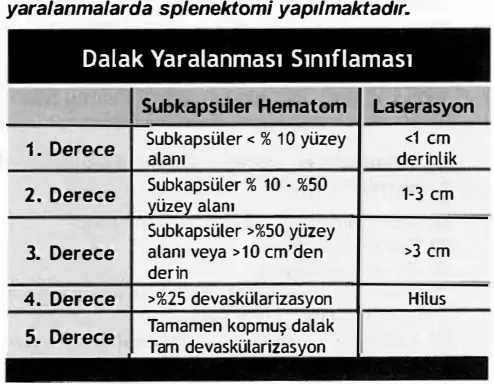 yaralanmalarda splenektomi yapılmaktadır.
Dalak Yaralanması Sınıflaması
Subkapsüler Hematom Laserasyon
1. Derece Subkapsüler < % 10 yüzey alanı <1 cm derinlik
2. Derece Subkapsüler % 10 - %50 yüzey alanı 1-3 cm
3. Derece Subkapsüler >%50 yüzey alanı veya >10 cm'den derin >3 cm
4. Derece >%25 devaskülarizasyon Hilus
5. Derece Tamamen kopmuş dalak Tam devaskülarizasyon